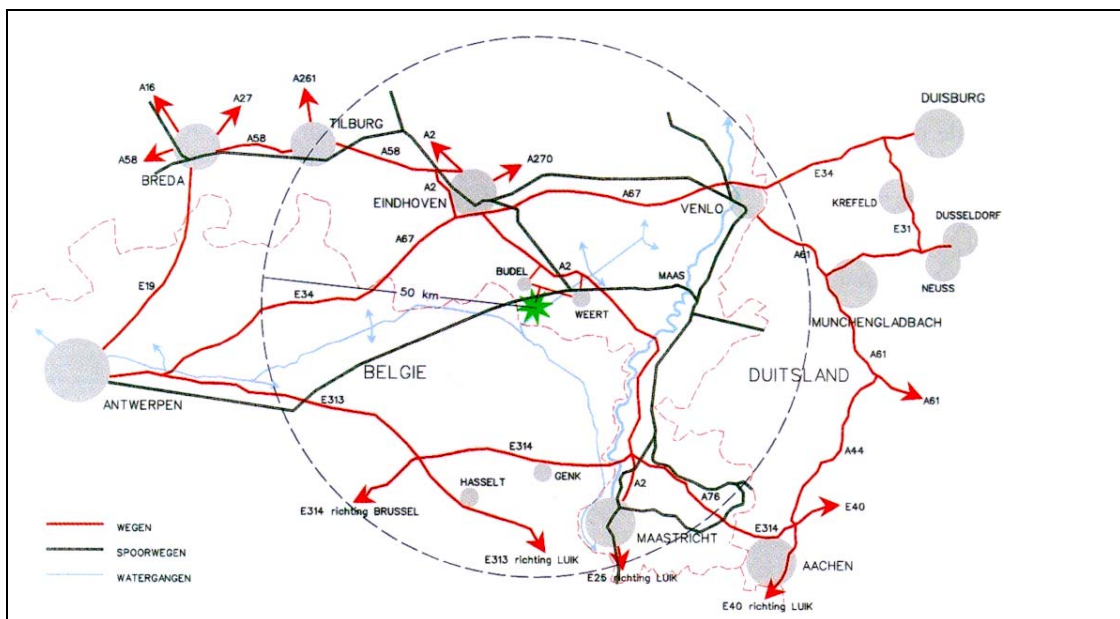 A16
A27
A261
DUISBURG
TILBURG
A2
A58
A58
A58
A270
BREDA
E34
A2
EINDHOVEN
A67
VENLO
KREFELD
DUSSELDORF
E31
A67
A61
BUDEL
A2
MAAS
NEUSS
E19
E34
50 km
WEERT
MUNCHENGLADBACH
A61
BELGIE
DUITSLAND
ANTWERPEN
E313
A61
E314
A44
HASSELT
GENK
A2
A76
E314 richting BRUSSEL
E40
WEGEN
E314
SPOORWEGEN
MAASTRICHT
E313 richting LUIK
AACHEN
WATERGANGEN
E25 richting LUIK
E40 richting LUIK